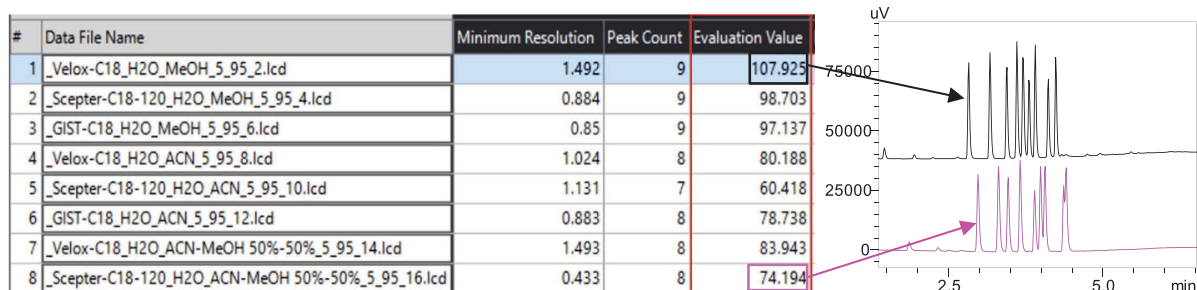 # Data File Name Minimum Resolution Peak Count Evaluation Value
1 _Velox-C18_H2O_MeOH_5_95_2.lcd 1.492 9 107.925
2 _Scepter-C18-120_H2O_MeOH_5_95_4.lcd 0.884 9 98.703
3 _GIST-C18_H2O_MeOH_5_95_6.lcd 0.85 9 97.137
4 _Velox-C18_H2O_ACN_5_95_8.lcd 1.024 8 80.188
5 _Scepter-C18-120_H2O_ACN_5_95_10.lcd 1.131 7 60.418
6 _GIST-C18_H2O_ACN_5_95_12.lcd 0.883 8 78.738
7 _Velox-C18_H2O_ACN-MeOH 50%-50%_5_95_14.lcd 1.493 8 83.943
8 _Scepter-C18-120_H2O_ACN-MeOH 50%-50%_5_95_16.lcd 0.433 8 74.194
uV
75000
50000
25000
0
2.5 5.0 min